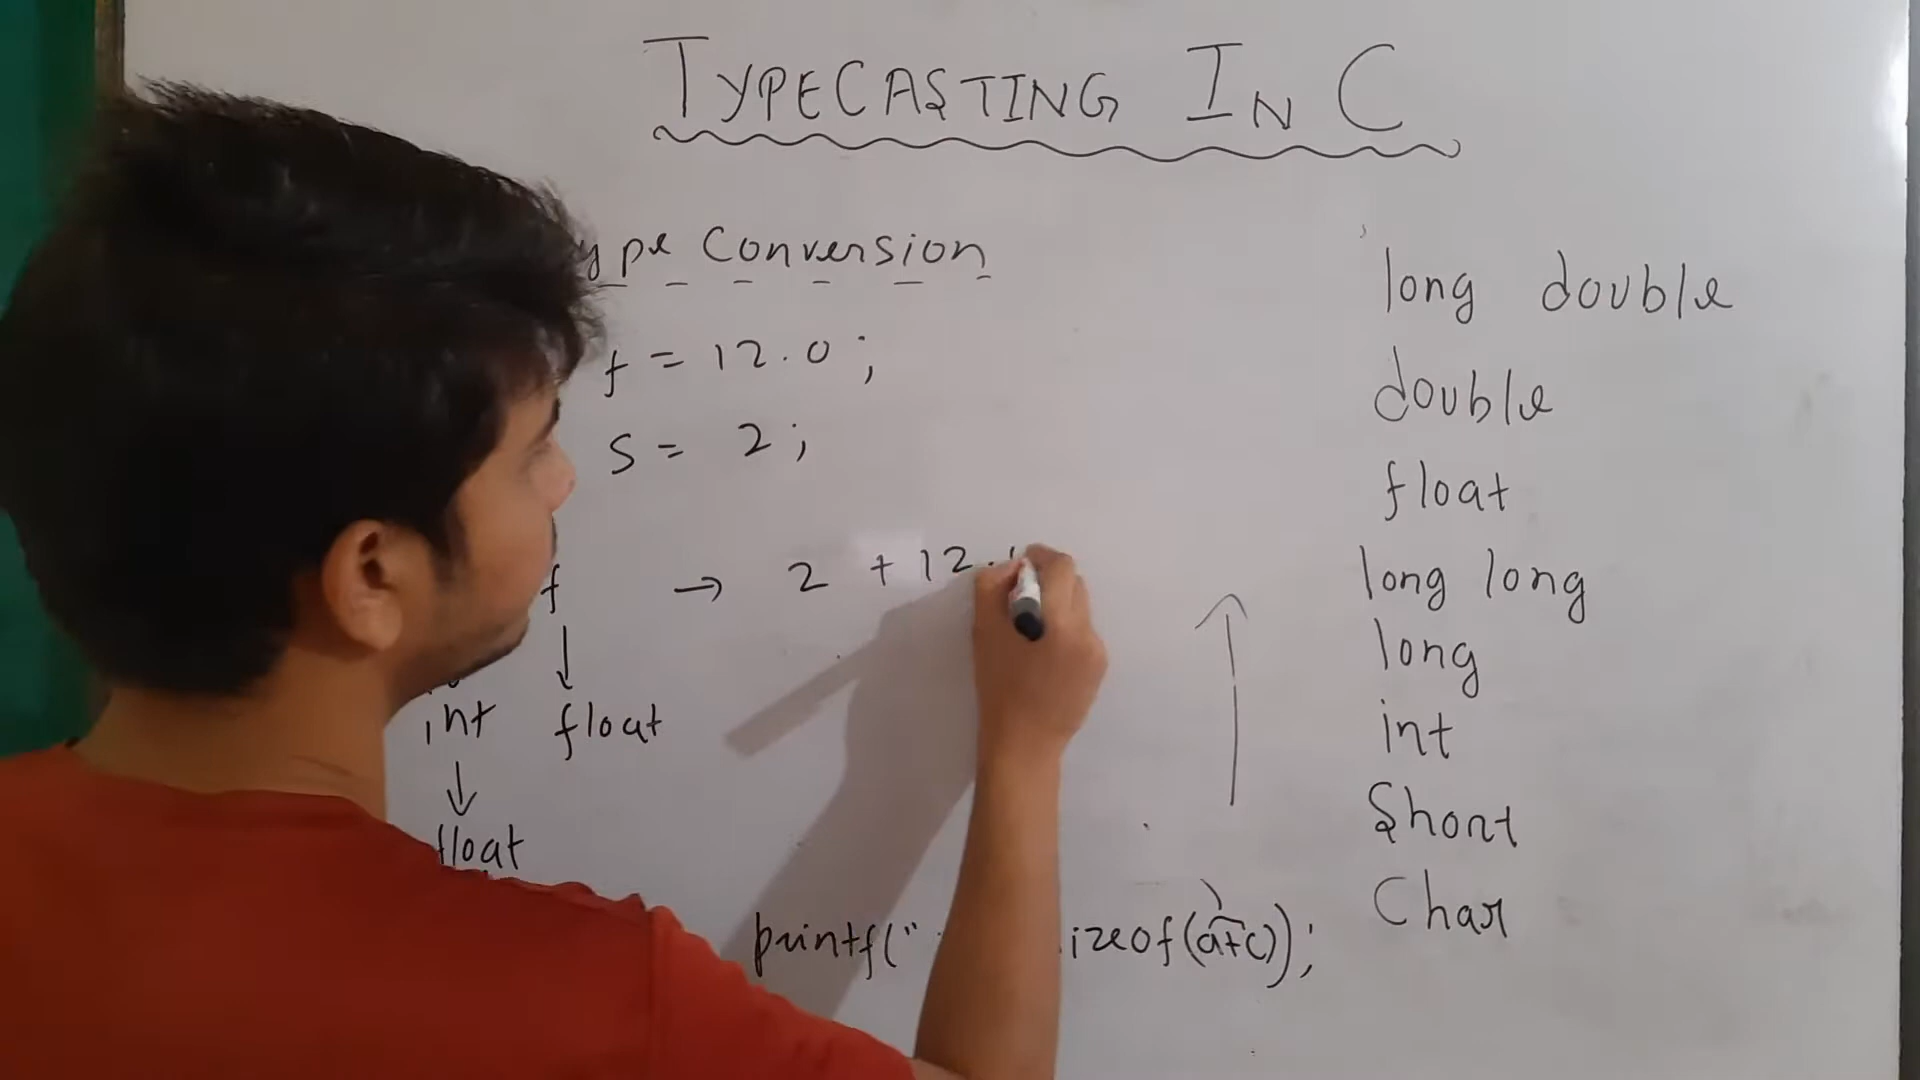 TYPECASTING IN C
ype Conversion
f = 12.0;
s = 2;
f → 2 + 12.
int float
float
printf(" izeof(a+c));
long double
double
float
long long
long
int
Short
Char